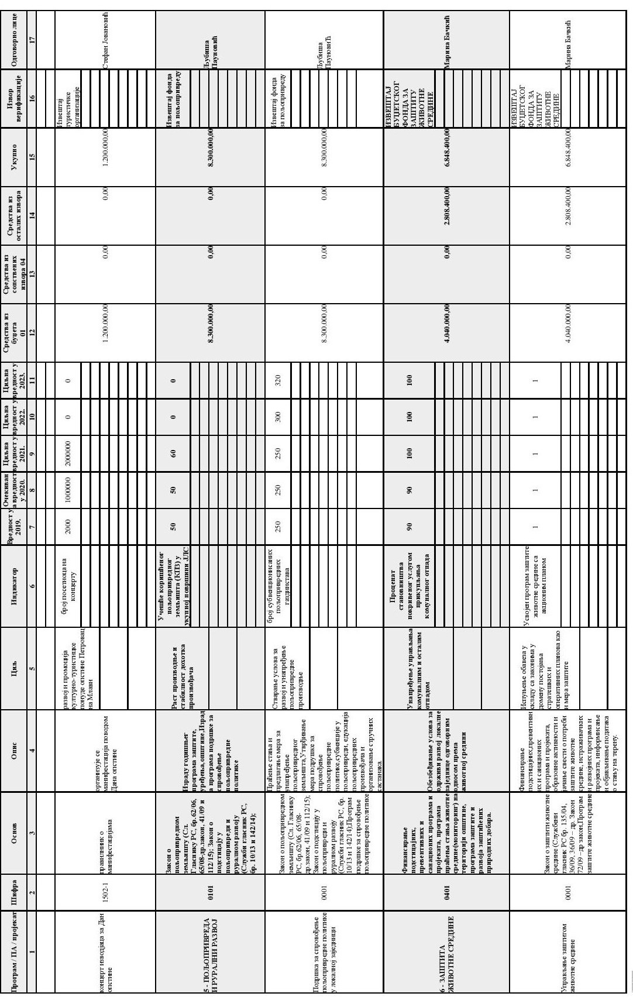 Програм / ПА / пројекат
Шифра
Основ
Опис
Циљ
Индикатор
Вредност у
2019.
Очекиван
а вредност
у 2020.
Циљна
вредност у
2021.
Циљна
вредност у
2022.
Циљна
вредност у
2023.
Средства из
буџета
01
Средства из
сопствених
извора 04
Средства из
осталих извора
Укупно
Извор
верификације
Одговорно лице
1
2
3
4
5
6
7
8
9
10
11
12
13
14
15
16
17
концерт изводјаца за Дан
опстине
1502-1
правилник о
манифестацијама
организује се
манифестација поводом
Дана опстине
развој и промоција
културно-туристицке
понуде опстине Петровац
на Млави
број посетноца на
концерту
2000
1000000
2000000
0
0
1.200.000.00
0.00
0.00
1.200.000.00
Извештај
туристичке
организације
Стефан Јовановић
5 - ПОЉОПРИВРЕДА
И РУРАЛНИ РАЗВОЈ
0101
Закон о
пољопривредном
земљишту (Сл.
Гласнику РС, бр.62/06,
65/08-др.закон, 41/09 и
112/15); Закон о
подстицају у
пољопривреди и
руралном развоју
(Служби гласник РС,
бр. 10/13 и 142/14);
Израду годишњег
програма заштите,
уређења,општине,Израд
а програма подршке за
спровођење
пољопривредне
политике
Раст производње и
стабилност дохотка
произвођача
Учешће коришћеног
пољопривредног
земљишта (КПЗ) у
укупној површини ЈЛС
50
50
60
0
0
8.300.000,00
0,00
0,00
8.300.000,00
Извештај фонда
за пољопривреду
Љубиша
Пауновић
Подршка за спровођење
пољопривредне политике
у локалној заједници
0001
Закон о пољопривредном
земљишту (Сл. Гласнику
РС, бр.62/06, 65/08-
др.закон, 41/09 и 112/15);
Закон о подстицају у
пољопривреди и
руралном развоју
(Служби гласник РС, бр.
10/13 и 142/14);Програм
подршке за спровођење
пољопривредне политике
Праћење стања и
предлагање мера за
унапређење
пољопривредног
земљишта,Утврђивање
мера подрушке за
спровођење
пољопривредне
политике,субвенције у
пољопривреди, едукација
пољопривредних
произвођача и
организовање стручних
састанака.
Стварање услова за
развој и унапређење
пољопривредне
производње
број субвенционисаних
пољопривредних
газдинстава
250
250
250
300
320
8.300.000.00
0.00
0.00
8.300.000.00
Извештај фонда
за пољопривреду
Љубиша
Пауновић
6 - ЗАШТИТА
ЖИВОТНЕ СРЕДИНЕ
0401
Финансирање
подстицајних,
превентивних и
санационих програма и
пројеката, програма
праћења стања животне
средине(мониторинг) на
територији општине,
програма заштите и
развоја заштићених
природних добара.
Обезбеђивање услова за
одрживи развој локалне
заједнице одговорним
односом према
животној средини
Унапређење управљања
комуналним и осталим
отпадом
Проценат
становништва
покривеног услугом
прикупљања
комуналног отпада
90
90
100
100
100
4.040.000,00
0,00
2.808.400,00
6.848.400,00
ИЗВЕШТАЈ
БУЏЕТСКОГ
ФОНДА ЗА
ЗАШТИТУ
ЖИВОТНЕ
СРЕДИНЕ
Марина Бачкић
Управљање заштитом
животне средине
0001
Закон о заштити животне
средине (Службени
гласник РС бр. 135/04,
36/09, 36/09 – др. Закон
72/09 –др закон,Програм
заштите животне средине
Финансирање
подстицајних,превентивн
их и санационих
програма и пројеката,
образовне активности и
јачање свести о потреби
заштите животне
средине, истраживачких
и развојних програма и
пројеката, информисање
и објављивање података
о стању на терену.
Испуњење обавеза у
складу са законима у
домену постојања
стратешких и
оперативних планова као
и мера заштите
Усвојен програм заштите
животне средине са
акционим планом
1
1
1
1
1
4.040.000.00
0.00
2.808.400,00
6.848.400,00
ИЗВЕШТАЈ
БУЏЕТСКОГ
ФОНДА ЗА
ЗАШТИТУ
ЖИВОТНЕ
СРЕДИНЕ
Марина Бачкић